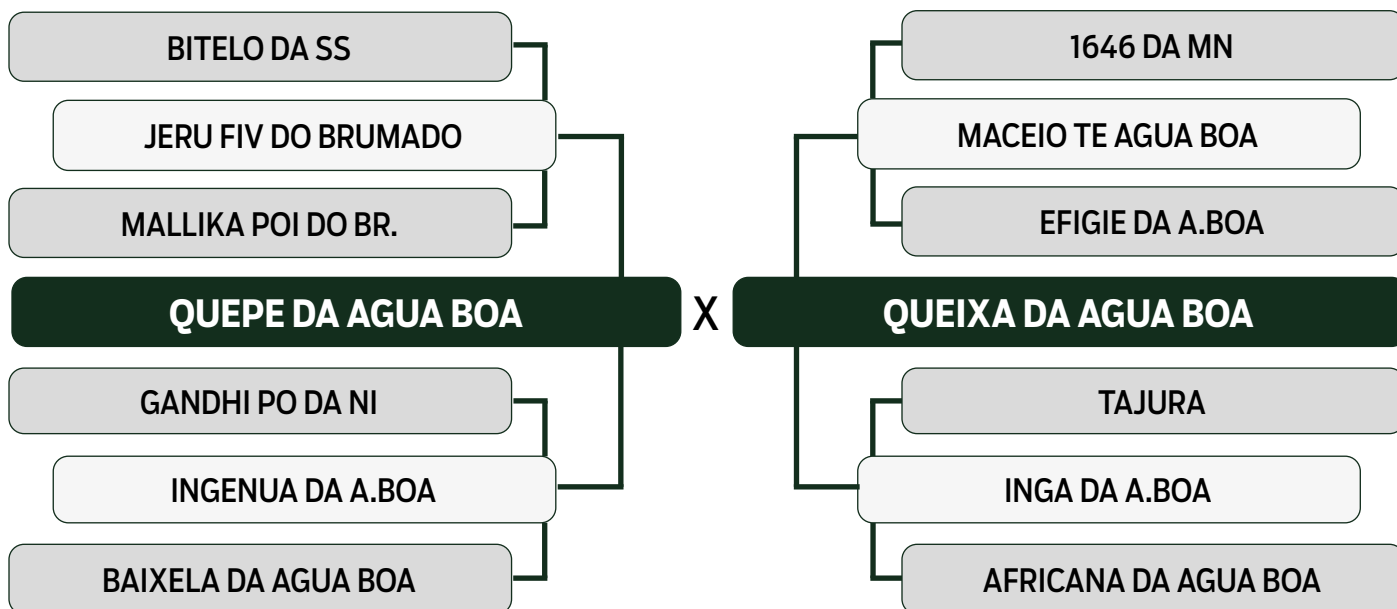 BITELO DA SS
JERU FIV DO BRUMADO
MALLIKA POI DO BR.
QUEPE DA AGUA BOA
GANDHI PO DA NI
INGENUA DA A.BOA
BAIXELA DA AGUA BOA
X
1646 DA MN
MACEIO TE AGUA BOA
EFIGIE DA A.BOA
QUEIXA DA AGUA BOA
TAJURA
INGA DA A.BOA
AFRICANA DA AGUA BOA